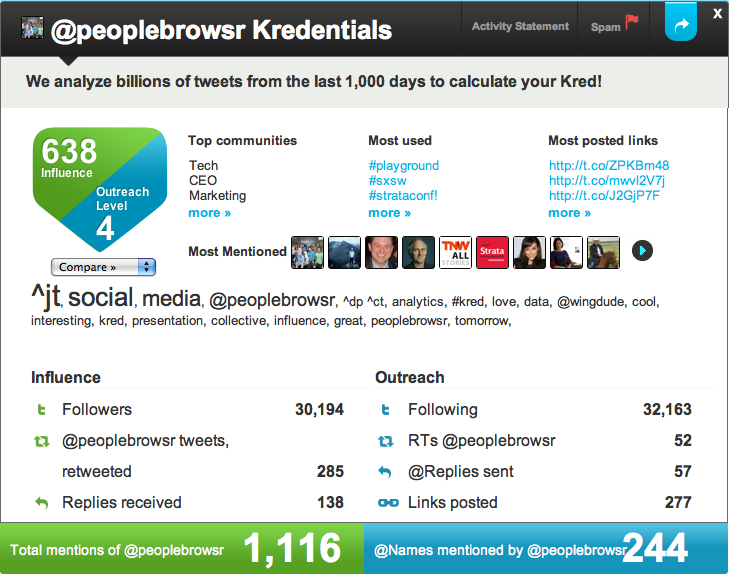 @peoplebrowsr Kredentials
Activity Statement
Spam
X
We analyze billions of tweets from the last 1,000 days to calculate your Kred!
638
Influence
Outreach
Level
4
Compare »
Top communities
Tech
CEO
Marketing
more »
Most used
#playground
#sxsw
#strataconf!
more »
Most posted links
http://t.co/ZPKBm48
http://t.co/mwvl2V7j
http://t.co/J2GjP7F
more »
Most Mentioned
TNW
ALL
STORIES
Strata
^jt, social, media, @peoplebrowsr, ^dp ^ct, analytics, #kred, love, data, @wingdude, cool,
interesting, kred, presentation, collective, influence, great, peoplebrowsr, tomorrow,
Influence
Followers 30,194
@peoplebrowsr tweets,
retweeted 285
Replies received 138
Outreach
Following 32,163
RTs @peoplebrowsr 52
@Replies sent 57
Links posted 277
Total mentions of @peoplebrowsr 1,116
@Names mentioned by @peoplebrowsr 244